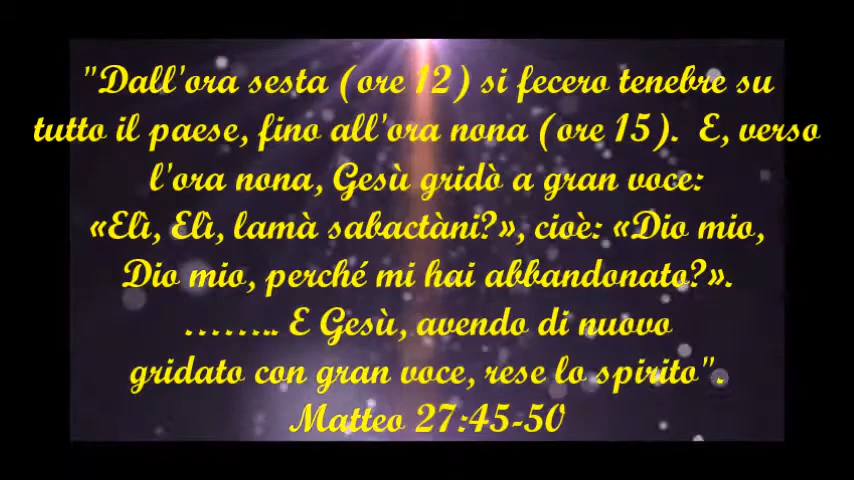 "Dall'ora sesta (ore 12) si fecero tenebre su
tutto il paese, fino all'ora nona (ore 15).  E, verso
l'ora nona, Gesù gridò a gran voce:
«Elì, Elì, lamà sabactàni?», cioè: «Dio mio,
Dio mio, perché mi hai abbandonato?».
…….. E Gesù, avendo di nuovo
gridato con gran voce, rese lo spirito".
Matteo 27:45-50